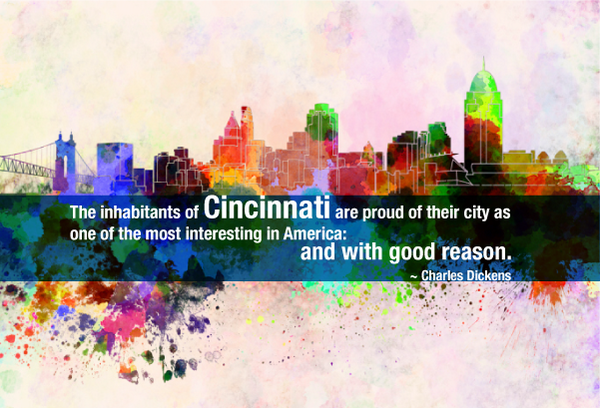 The inhabitants of Cincinnati are proud of their city as
one of the most interesting in America:
and with good reason.
~ Charles Dickens